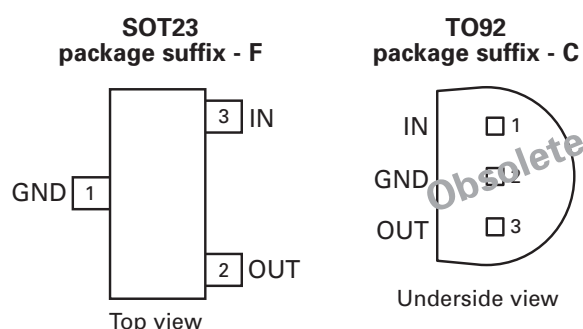 SOT23
package suffix - F
3 IN
GND 1
2 OUT
Top view
TO92
package suffix - C
IN 1
GND 2
OUT 3
Obsolete
Underside view